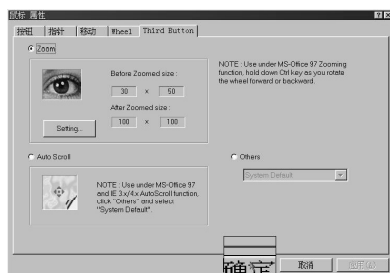 鼠标 属性
按钮 指针 移动 Wheel Third Button
Zoom
Before Zoomed size :
30 × 50
After Zoomed size :
100 × 100
Setting...
NOTE : Use under MS-Office 97 Zooming
function, hold down Ctrl key as you rotate
the wheel forward or backward.
Auto Scroll
NOTE : Use under MS-Office 97
and IE 3.x/4.x AutoScroll function,
click "Others" and select
"System Default".
Others
System Default
确定 取消 应用(A)